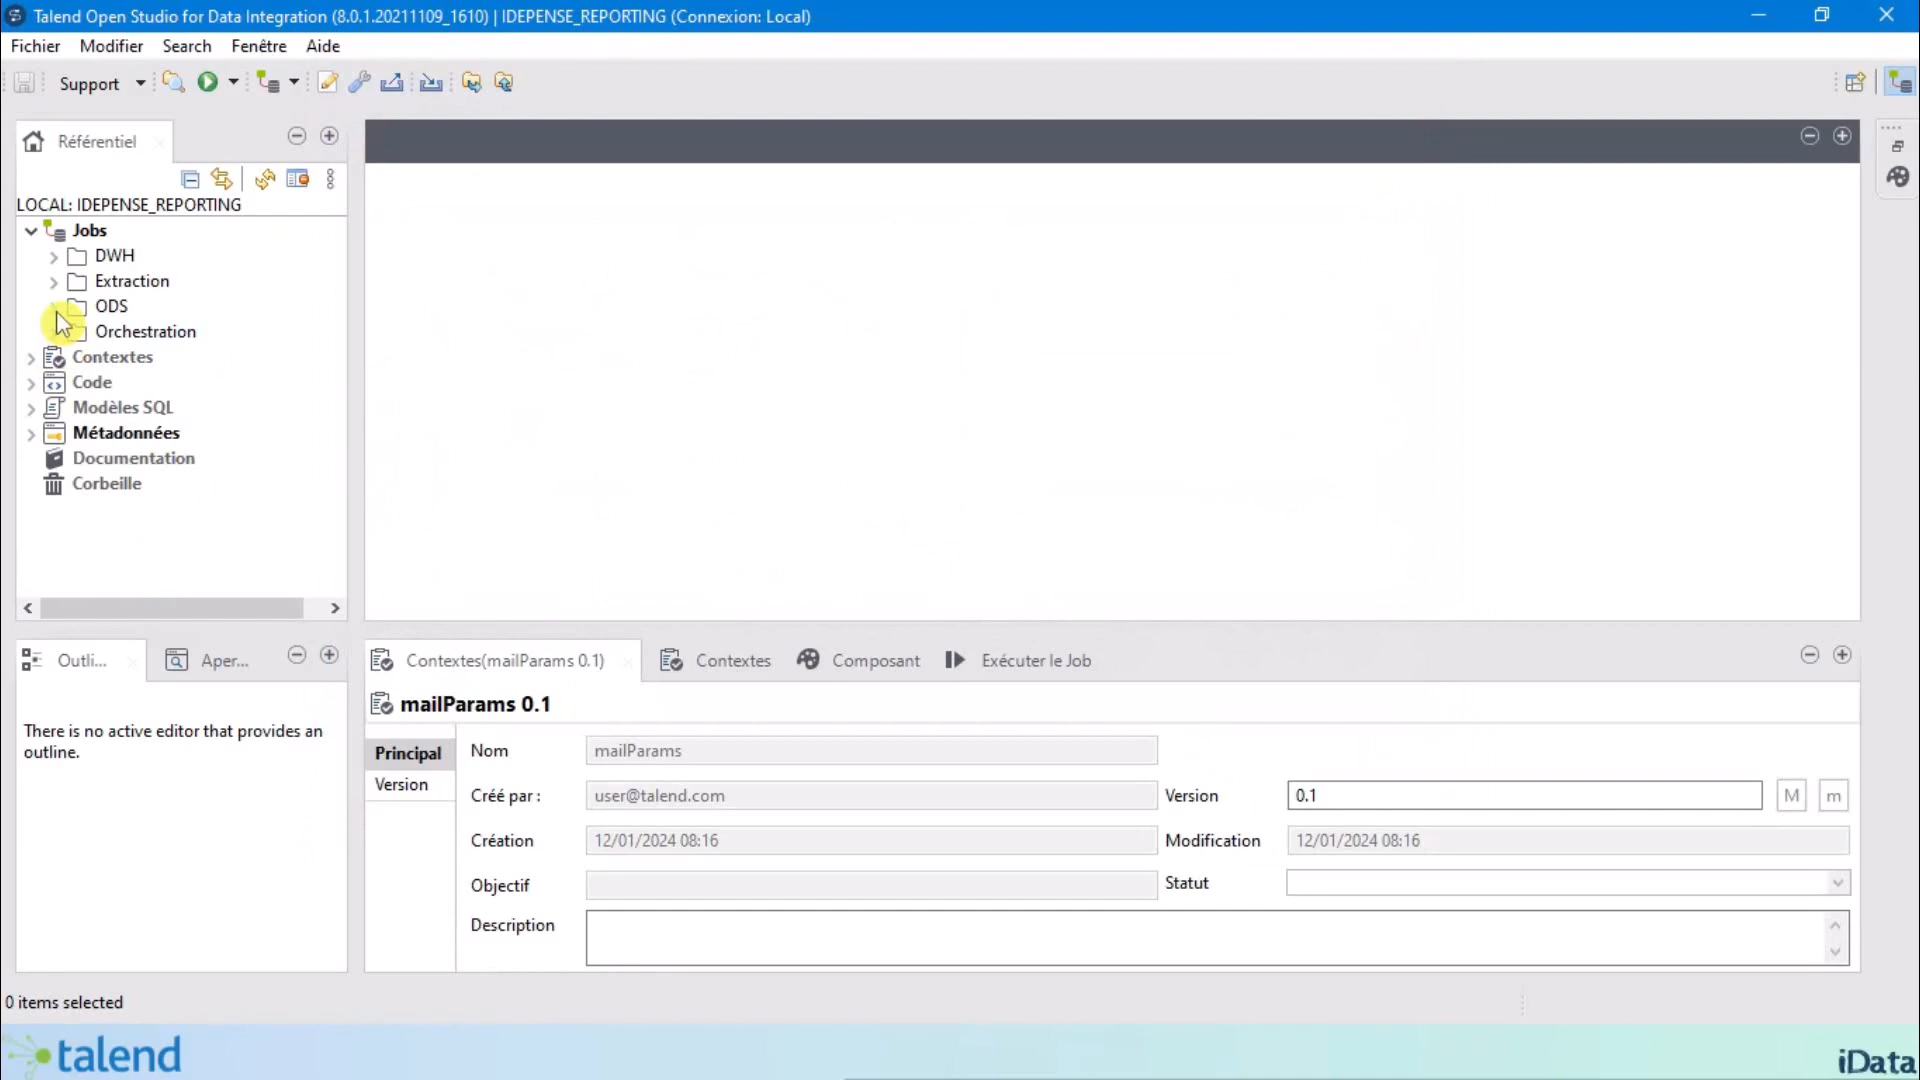 Talend Open Studio for Data Integration (8.0.1.20211109_1610) | IDEPENSE_REPORTING (Connexion: Local)
Fichier Modifier Search Fenêtre Aide
Support
Référentiel
LOCAL: IDEPENSE_REPORTING
Jobs
DWH
Extraction
ODS
Orchestration
Contextes
Code
Modèles SQL
Métadonnées
Documentation
Corbeille
Outli... Aper...
There is no active editor that provides an
outline.
Contextes(mailParams 0.1) Contextes Composant Exécuter le Job
mailParams 0.1
Principal
Version
Nom mailParams
Créé par : user@talend.com Version 0.1 M m
Création 12/01/2024 08:16 Modification 12/01/2024 08:16
Objectif Statut
Description
0 items selected
talend
iData